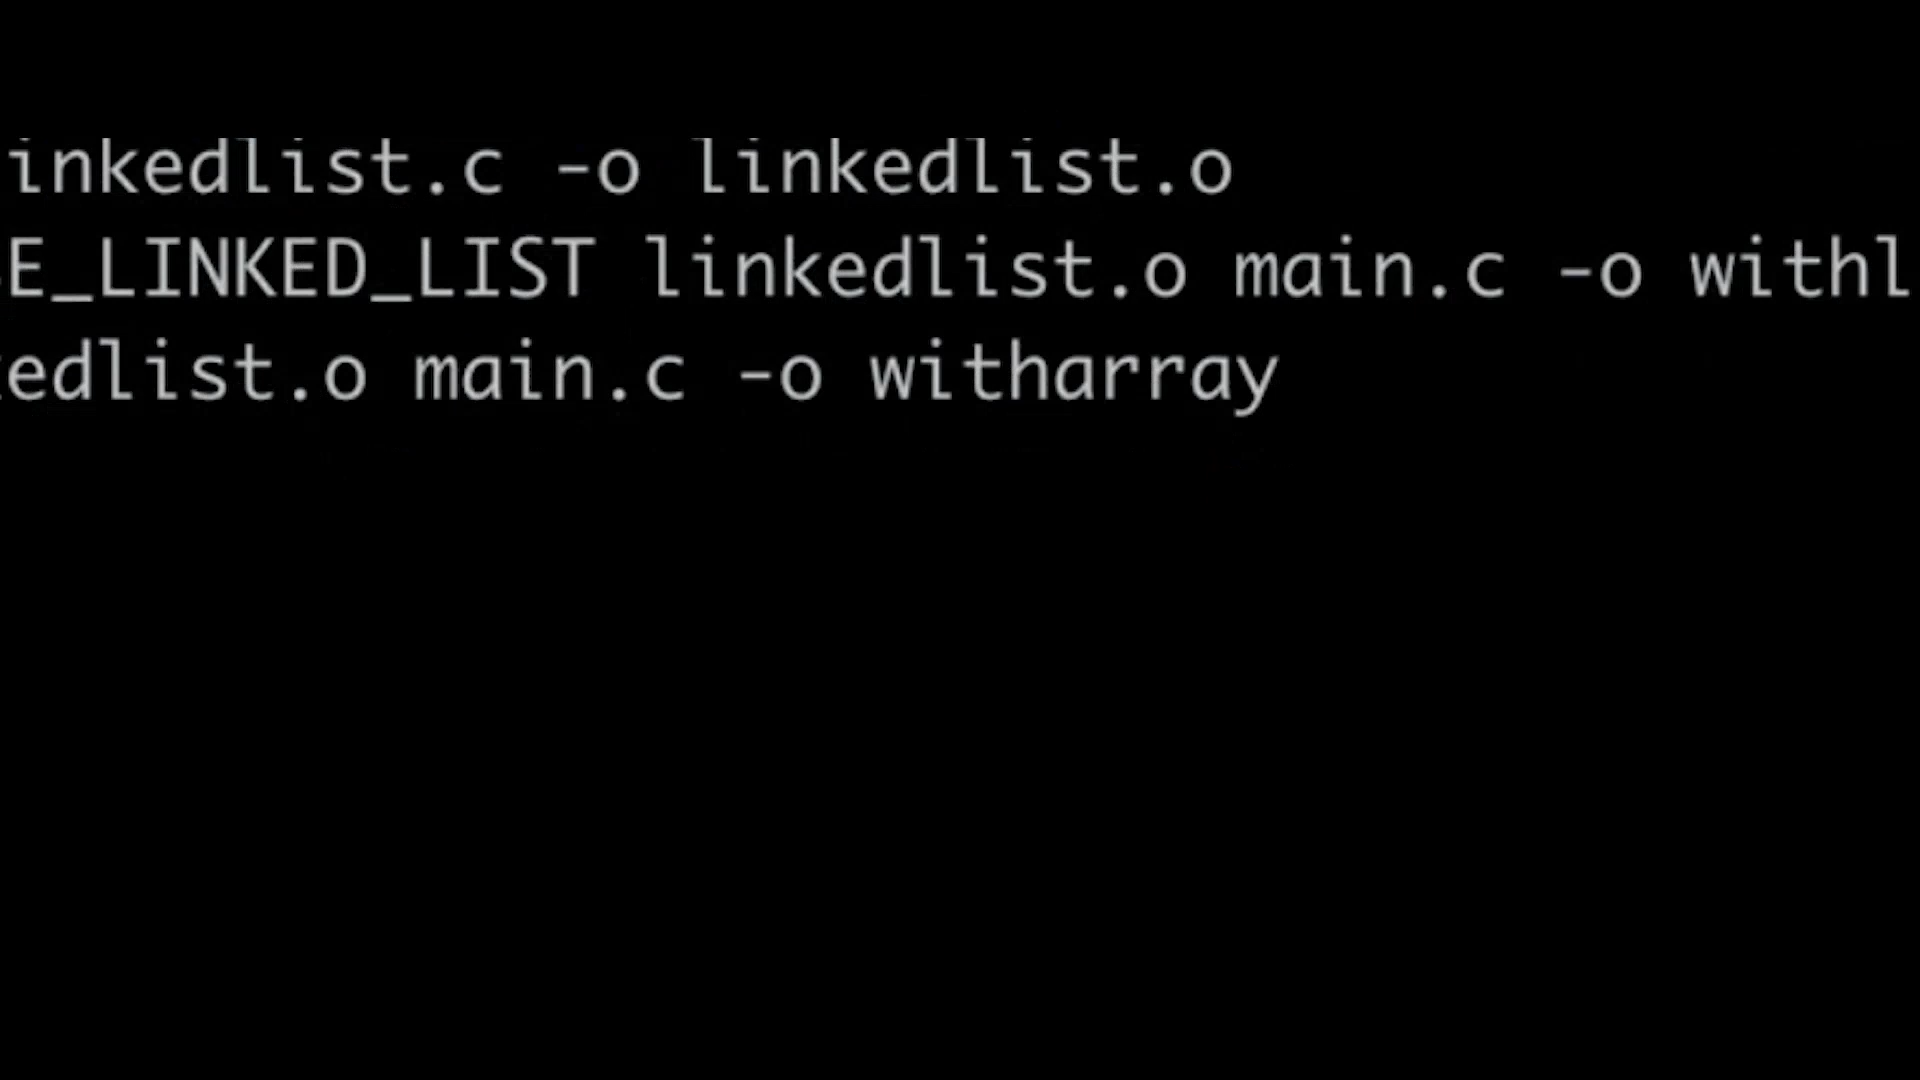 inkedlist.c -o linkedlist.o
E_LINKED_LIST linkedlist.o main.c -o withl
edlist.o main.c -o witharray